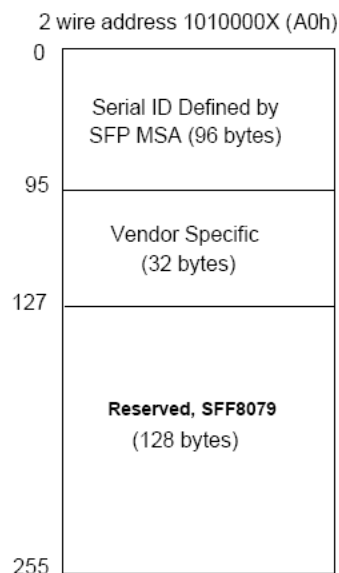 2 wire address 1010000X (A0h)
0
Serial ID Defined by
SFP MSA (96 bytes)
95
Vendor Specific
(32 bytes)
127
Reserved, SFF8079
(128 bytes)
255